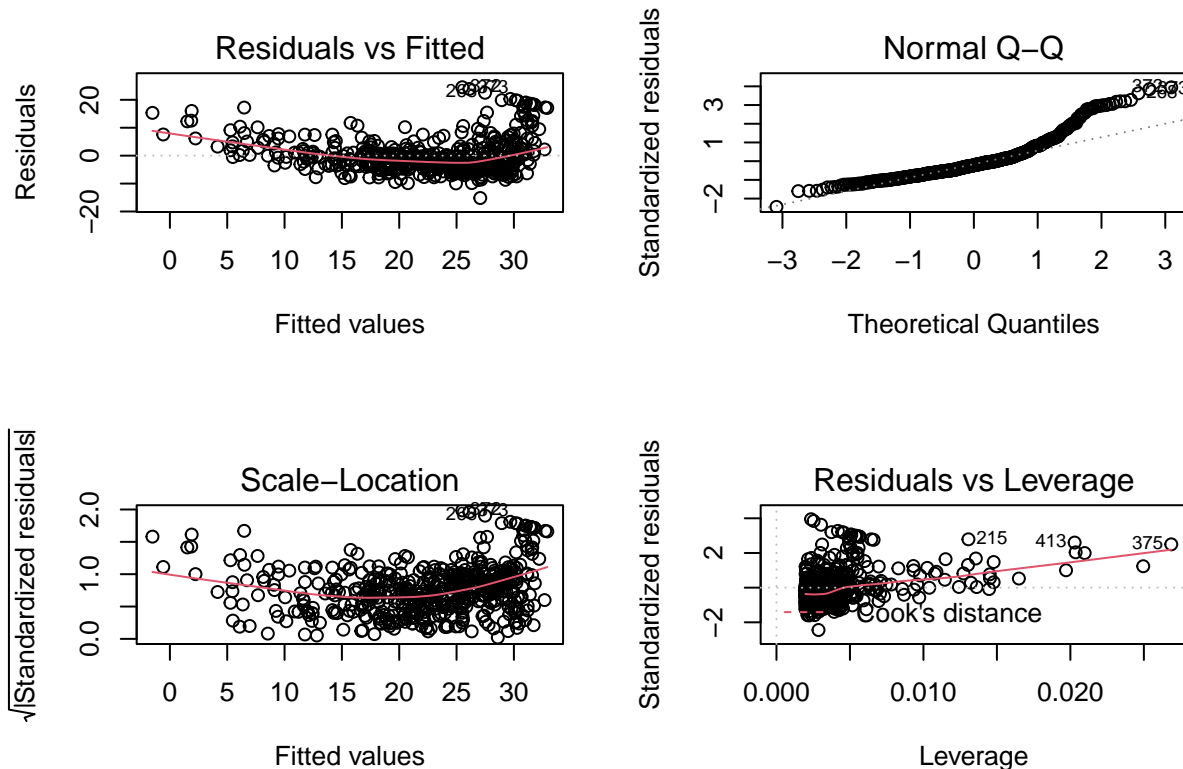 Residuals vs Fitted
Residuals
−20 0 20
372
0 5 10 15 20 25 30
Fitted values
Normal Q−Q
Standardized residuals
−2 1 3
−3 −2 −1 0 1 2 3
Theoretical Quantiles
Scale−Location
√|Standardized residuals|
0.0 1.0 2.0
0 5 10 15 20 25 30
Fitted values
Residuals vs Leverage
Standardized residuals
−2 0 2
215
413
375
Cook's distance
0.000 0.010 0.020
Leverage